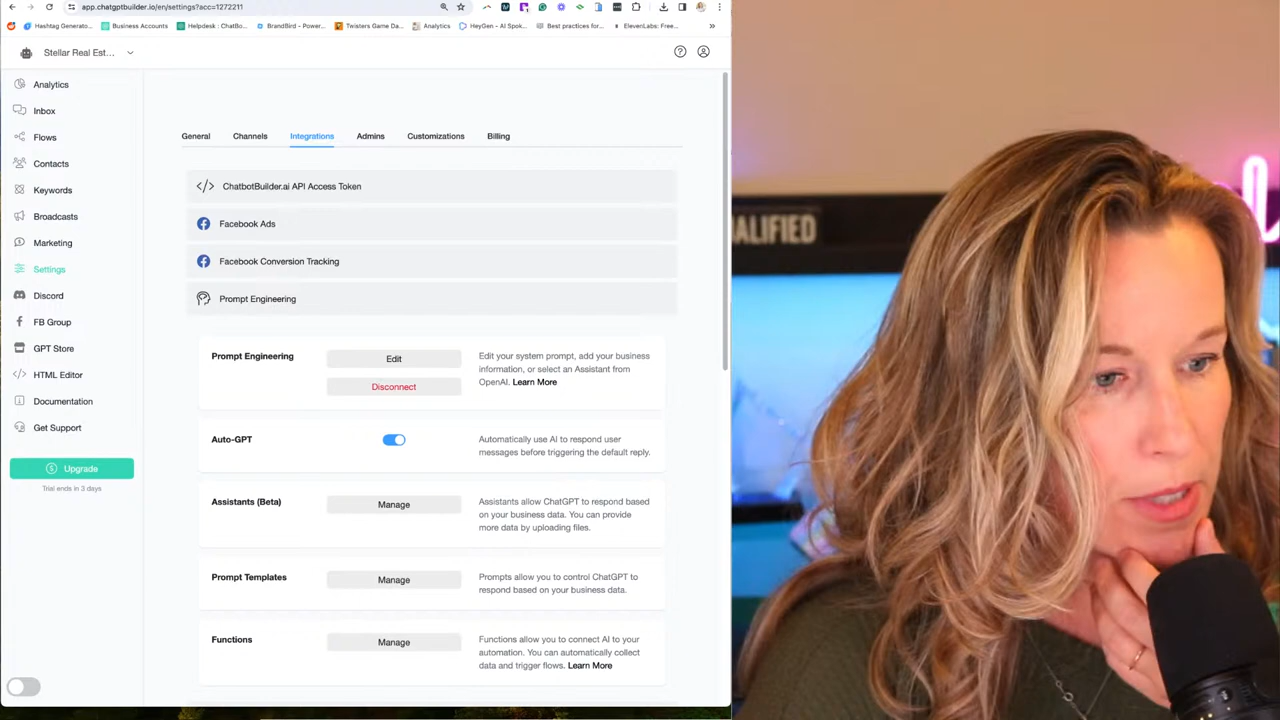 app.chatgptbuilder.io/en/settings?acc=1272211
Hashtag Generato...
Business Accounts
Helpdesk : ChatBo...
BrandBird – Power...
Twisters Game Da...
Analytics
HeyGen - AI Spok...
Best practices for...
ElevenLabs: Free...
Stellar Real Est...
Analytics
Inbox
Flows
Contacts
Keywords
Broadcasts
Marketing
Settings
Discord
FB Group
GPT Store
HTML Editor
Documentation
Get Support
Upgrade
Trial ends in 3 days
General Channels Integrations Admins Customizations Billing
ChatbotBuilder.ai API Access Token
Facebook Ads
Facebook Conversion Tracking
Prompt Engineering
Prompt Engineering
Edit
Disconnect
Edit your system prompt, add your business
information, or select an Assistant from
OpenAI. Learn More
Auto-GPT
Automatically use AI to respond user
messages before triggering the default reply.
Assistants (Beta)
Manage
Assistants allow ChatGPT to respond based
on your business data. You can provide
more data by uploading files.
Prompt Templates
Manage
Prompts allow you to control ChatGPT to
respond based on your business data.
Functions
Manage
Functions allow you to connect AI to your
automation. You can automatically collect
data and trigger flows. Learn More
ALIFIED